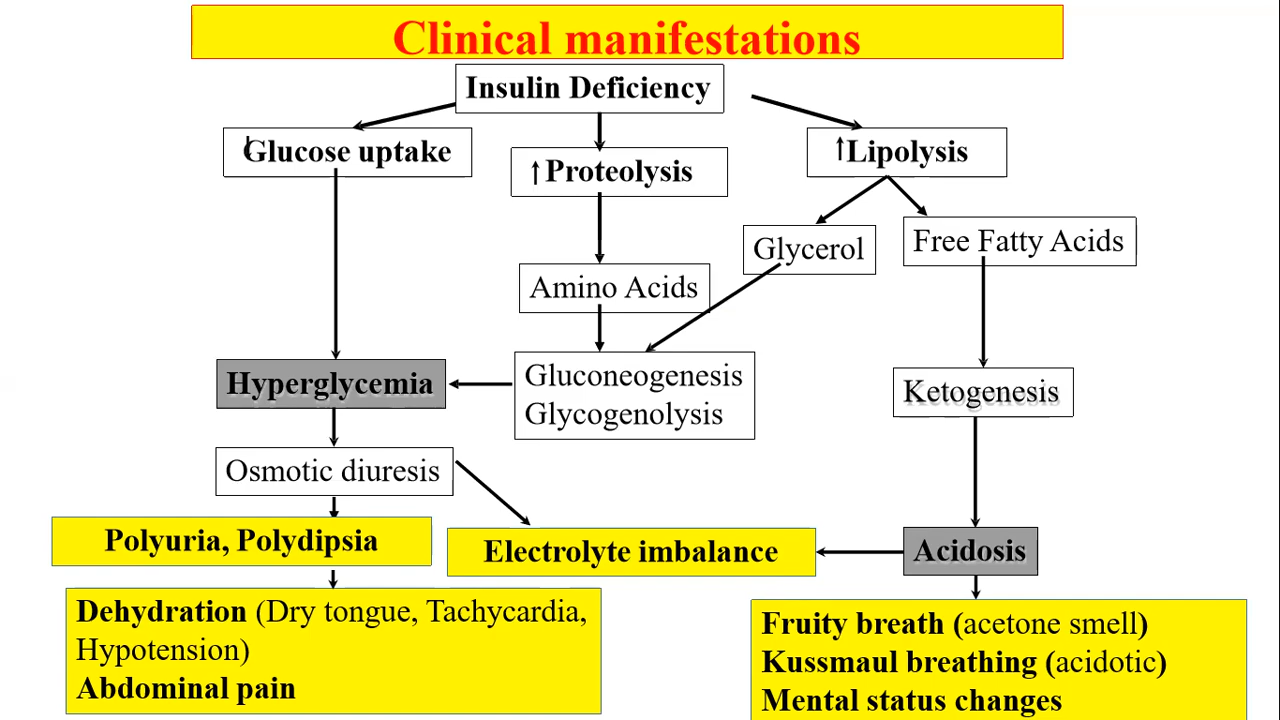 Clinical manifestations
Insulin Deficiency
↓Glucose uptake
↑Proteolysis
↑Lipolysis
Glycerol
Free Fatty Acids
Amino Acids
Hyperglycemia
Gluconeogenesis
Glycogenolysis
Ketogenesis
Osmotic diuresis
Polyuria, Polydipsia
Electrolyte imbalance
Acidosis
Dehydration (Dry tongue, Tachycardia,
Hypotension)
Abdominal pain
Fruity breath (acetone smell)
Kussmaul breathing (acidotic)
Mental status changes